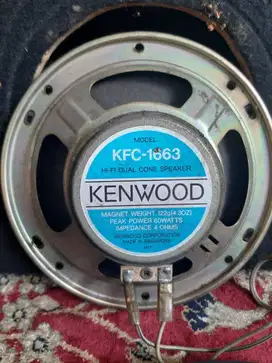 MODEL
KFC-1663
HI-FI DUAL CONE SPEAKER
KENWOOD
MAGNET WEIGHT 122g(4.3OZ)
PEAK POWER 60WATTS
IMPEDANCE 4 OHMS
KENWOOD CORPORATION
MADE IN SINGAPORE